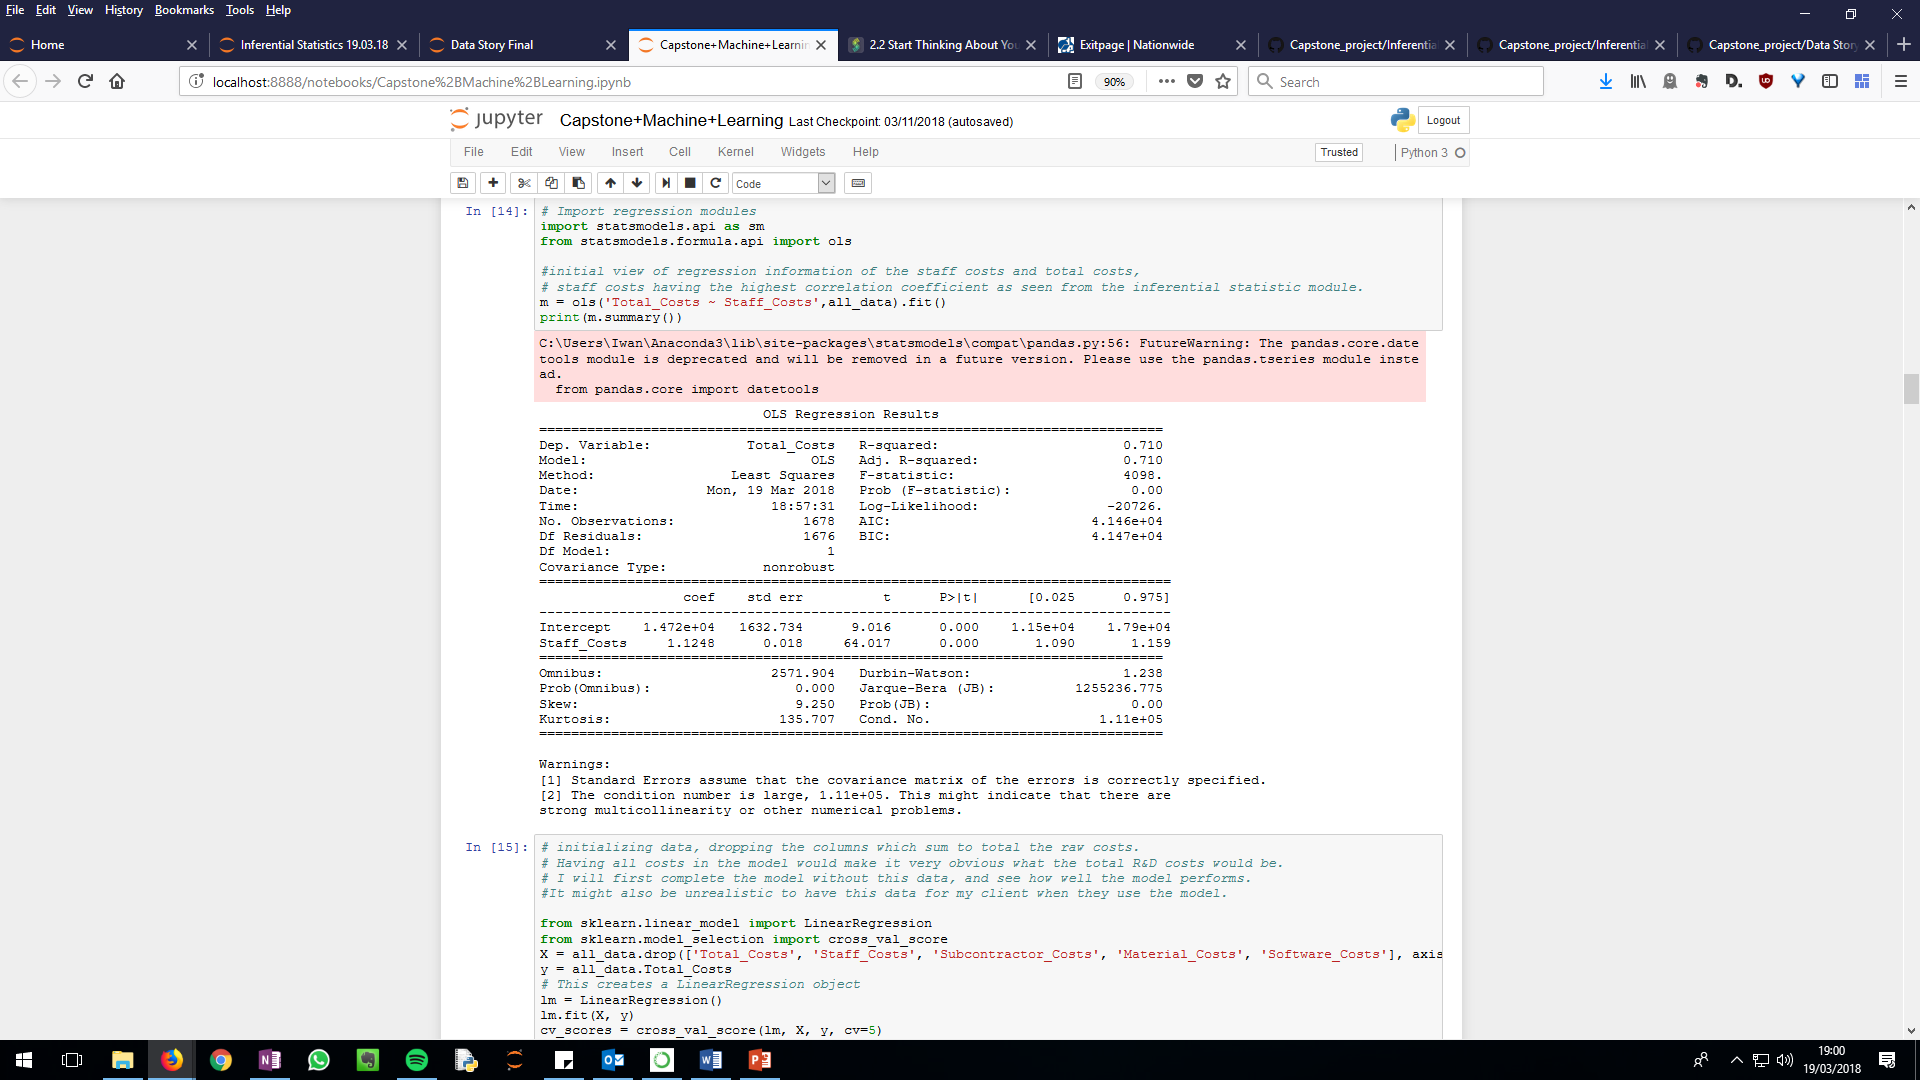 File Edit View History Bookmarks Tools Help
Home
Inferential Statistics 19.03.18
Data Story Final
Capstone+Machine+Learnin
2.2 Start Thinking About Yo
Exitpage | Nationwide
Capstone_project/Inferentia
Capstone_project/Inferentia
Capstone_project/Data Story
localhost:8888/notebooks/Capstone%2BMachine%2BLearning.ipynb
90%
Search
jupyter Capstone+Machine+Learning Last Checkpoint: 03/11/2018 (autosaved)
Logout
File Edit View Insert Cell Kernel Widgets Help
Trusted
Python 3
Code
In [14]:
# Import regression modules
import statsmodels.api as sm
from statsmodels.formula.api import ols
#initial view of regression information of the staff costs and total costs,
# staff costs having the highest correlation coefficient as seen from the inferential statistic module.
m = ols('Total_Costs ~ Staff_Costs',all_data).fit()
print(m.summary())
C:\Users\Iwan\Anaconda3\lib\site-packages\statsmodels\compat\pandas.py:56: FutureWarning: The pandas.core.date
tools module is deprecated and will be removed in a future version. Please use the pandas.tseries module inste
ad.
from pandas.core import datetools
OLS Regression Results
==============================================================================
Dep. Variable: Total_Costs R-squared: 0.710
Model: OLS Adj. R-squared: 0.710
Method: Least Squares F-statistic: 4098.
Date: Mon, 19 Mar 2018 Prob (F-statistic): 0.00
Time: 18:57:31 Log-Likelihood: -20726.
No. Observations: 1678 AIC: 4.146e+04
Df Residuals: 1676 BIC: 4.147e+04
Df Model: 1
Covariance Type: nonrobust
===============================================================================
coef std err t P>|t| [0.025 0.975]
-------------------------------------------------------------------------------
Intercept 1.472e+04 1632.734 9.016 0.000 1.15e+04 1.79e+04
Staff_Costs 1.1248 0.018 64.017 0.000 1.090 1.159
==============================================================================
Omnibus: 2571.904 Durbin-Watson: 1.238
Prob(Omnibus): 0.000 Jarque-Bera (JB): 1255236.775
Skew: 9.250 Prob(JB): 0.00
Kurtosis: 135.707 Cond. No. 1.11e+05
==============================================================================
Warnings:
[1] Standard Errors assume that the covariance matrix of the errors is correctly specified.
[2] The condition number is large, 1.11e+05. This might indicate that there are
strong multicollinearity or other numerical problems.
In [15]:
# initializing data, dropping the columns which sum to total the raw costs.
# Having all costs in the model would make it very obvious what the total R&D costs would be.
# I will first complete the model without this data, and see how well the model performs.
#It might also be unrealistic to have this data for my client when they use the model.
from sklearn.linear_model import LinearRegression
from sklearn.model_selection import cross_val_score
X = all_data.drop(['Total_Costs', 'Staff_Costs', 'Subcontractor_Costs', 'Material_Costs', 'Software_Costs'], axis
y = all_data.Total_Costs
# This creates a LinearRegression object
lm = LinearRegression()
lm.fit(X, y)
cv_scores = cross_val_score(lm, X, y, cv=5)
19:00
19/03/2018